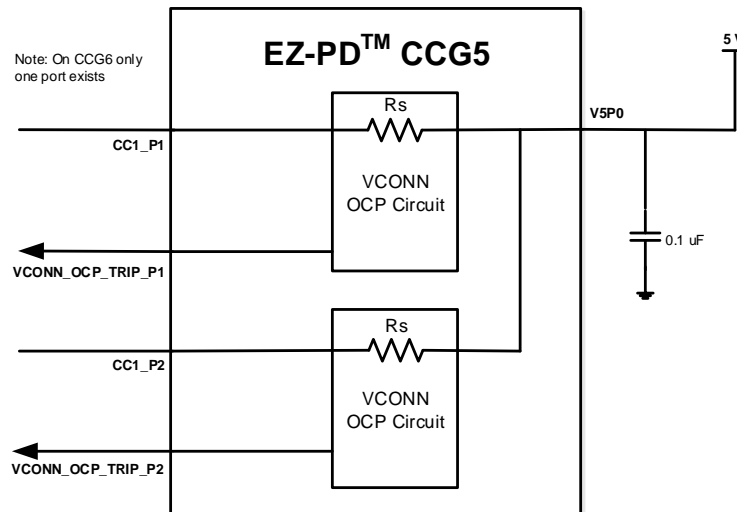 EZ-PD™ CCG5
Note: On CCG6 only
one port exists
5 V
Rs
V5P0
CC1_P1
VCONN
OCP Circuit
0.1 uF
VCONN_OCP_TRIP_P1
Rs
CC1_P2
VCONN
OCP Circuit
VCONN_OCP_TRIP_P2